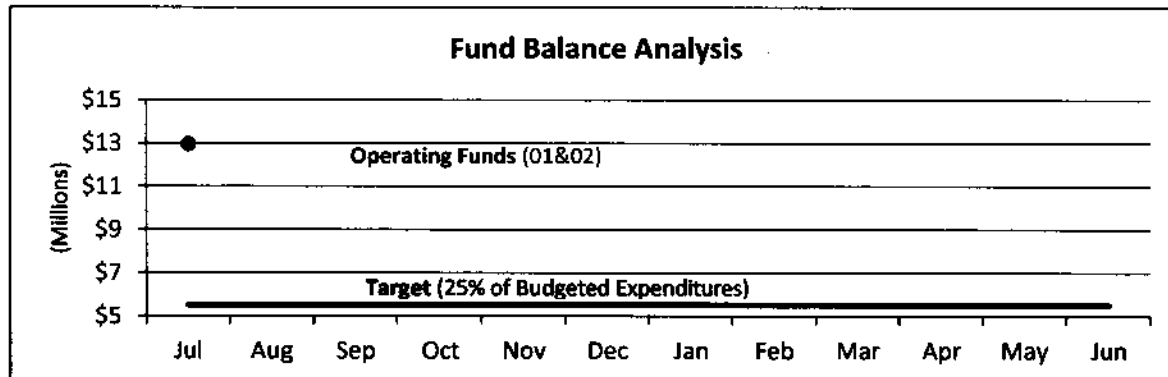 Fund Balance Analysis
$15
$13
Operating Funds (01&02)
$11
$9
$7
Target (25% of Budgeted Expenditures)
$5
(Millions)
Jul Aug Sep Oct Nov Dec Jan Feb Mar Apr May Jun